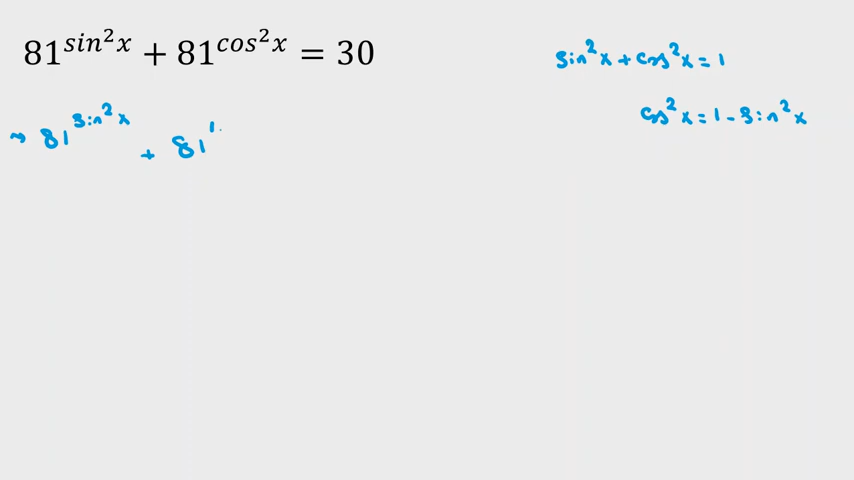 81^{sin^2 x} + 81^{cos^2 x} = 30
sin^2 x + cos^2 x = 1
cos^2 x = 1 - sin^2 x
→ 81^{sin^2 x} + 81^{1-